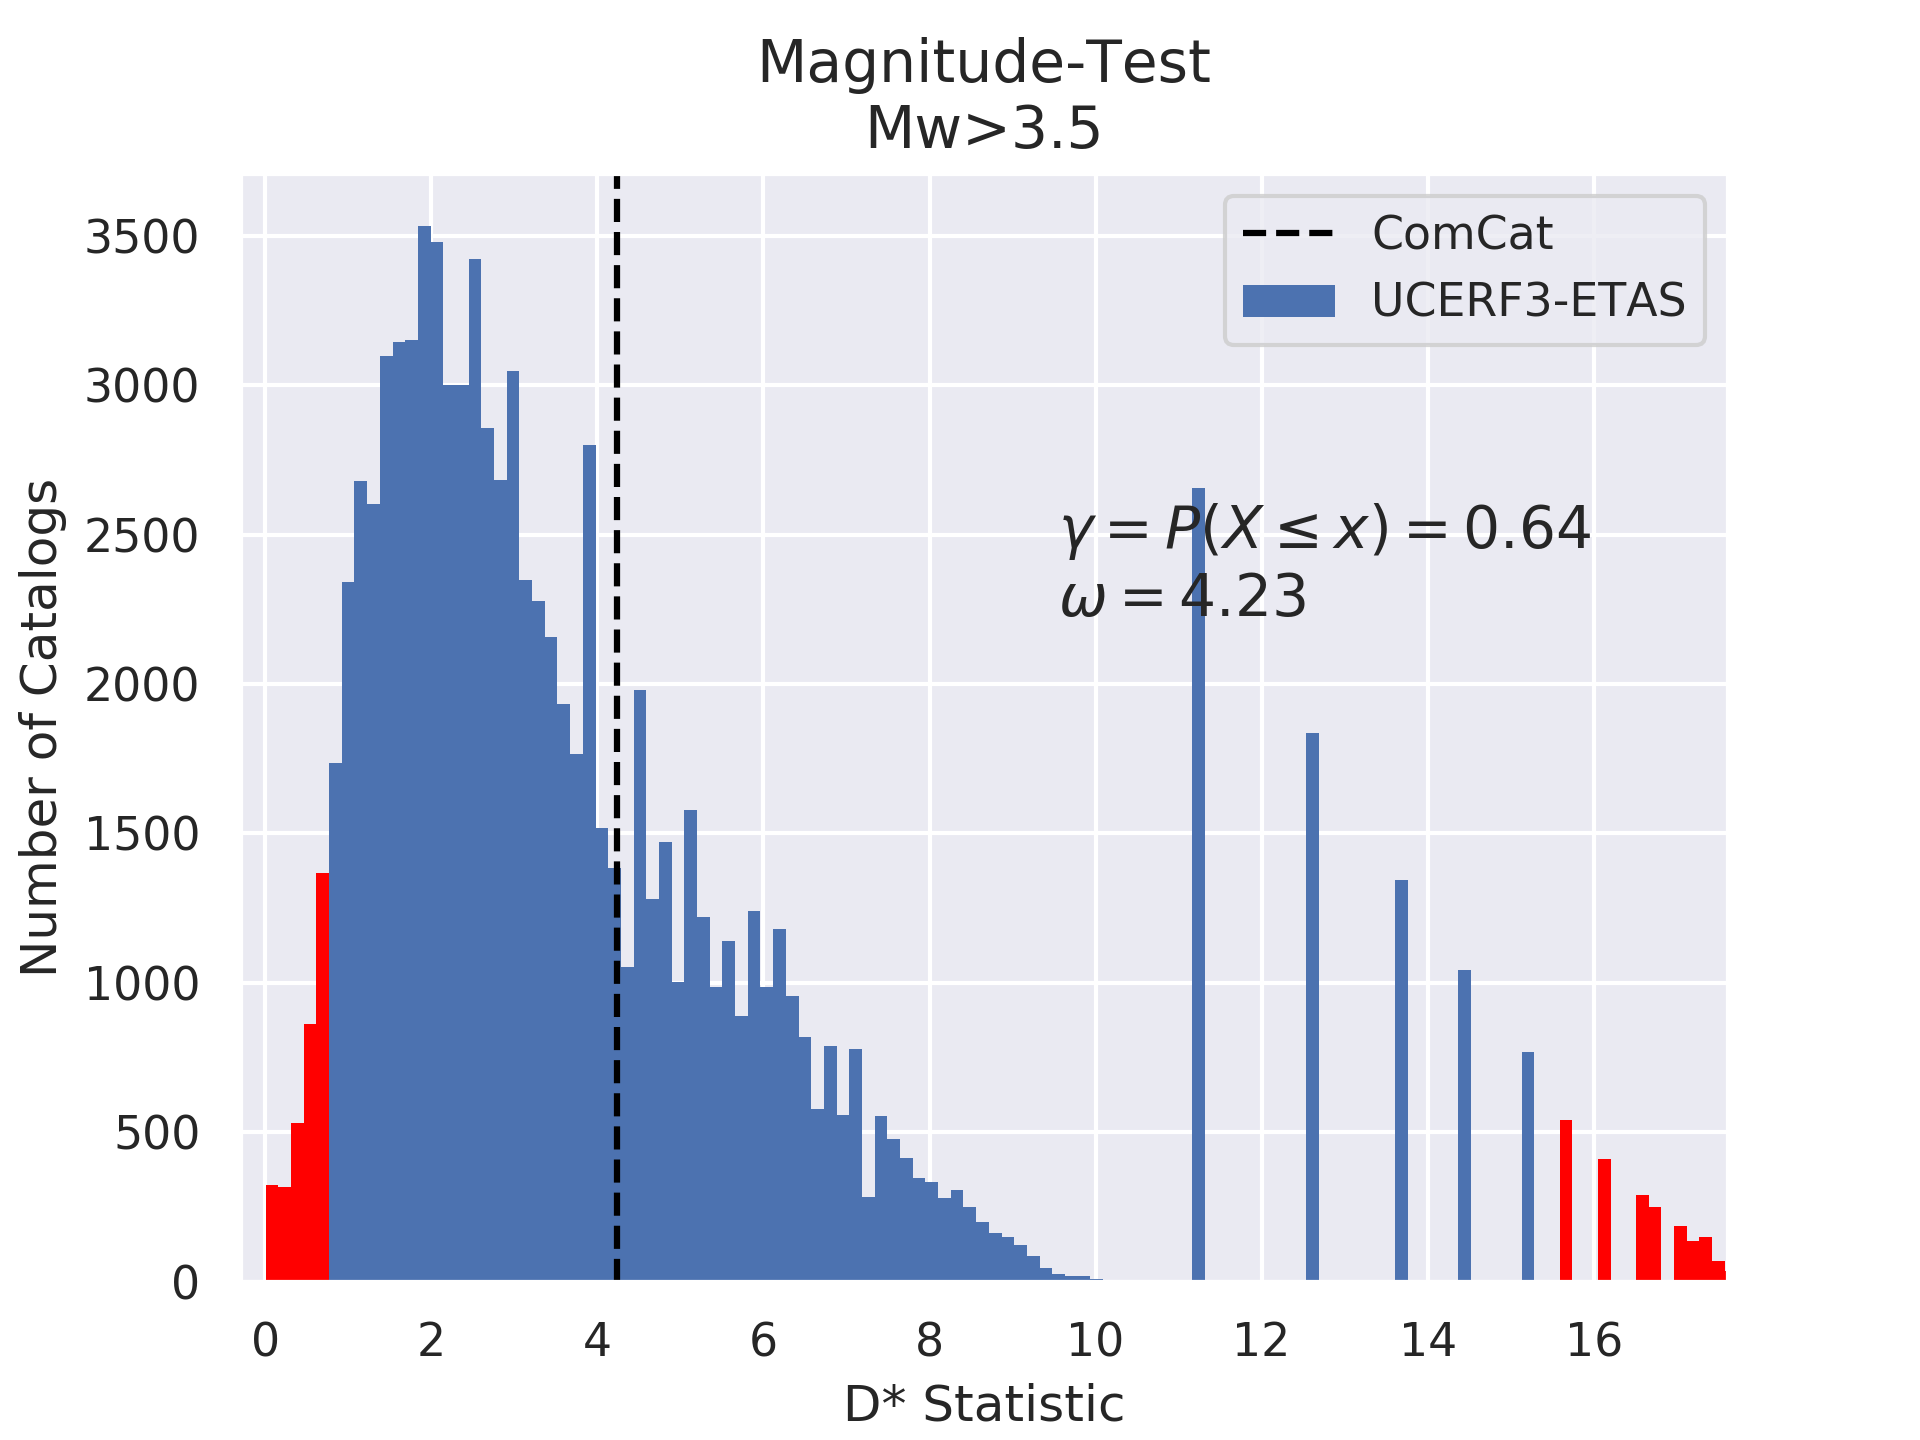 Magnitude-Test
Mw>3.5
ComCat
UCERF3-ETAS
γ = P(X ≤ x) = 0.64
ω = 4.23
Number of Catalogs
3500
3000
2500
2000
1500
1000
500
0
0 2 4 6 8 10 12 14 16
D* Statistic